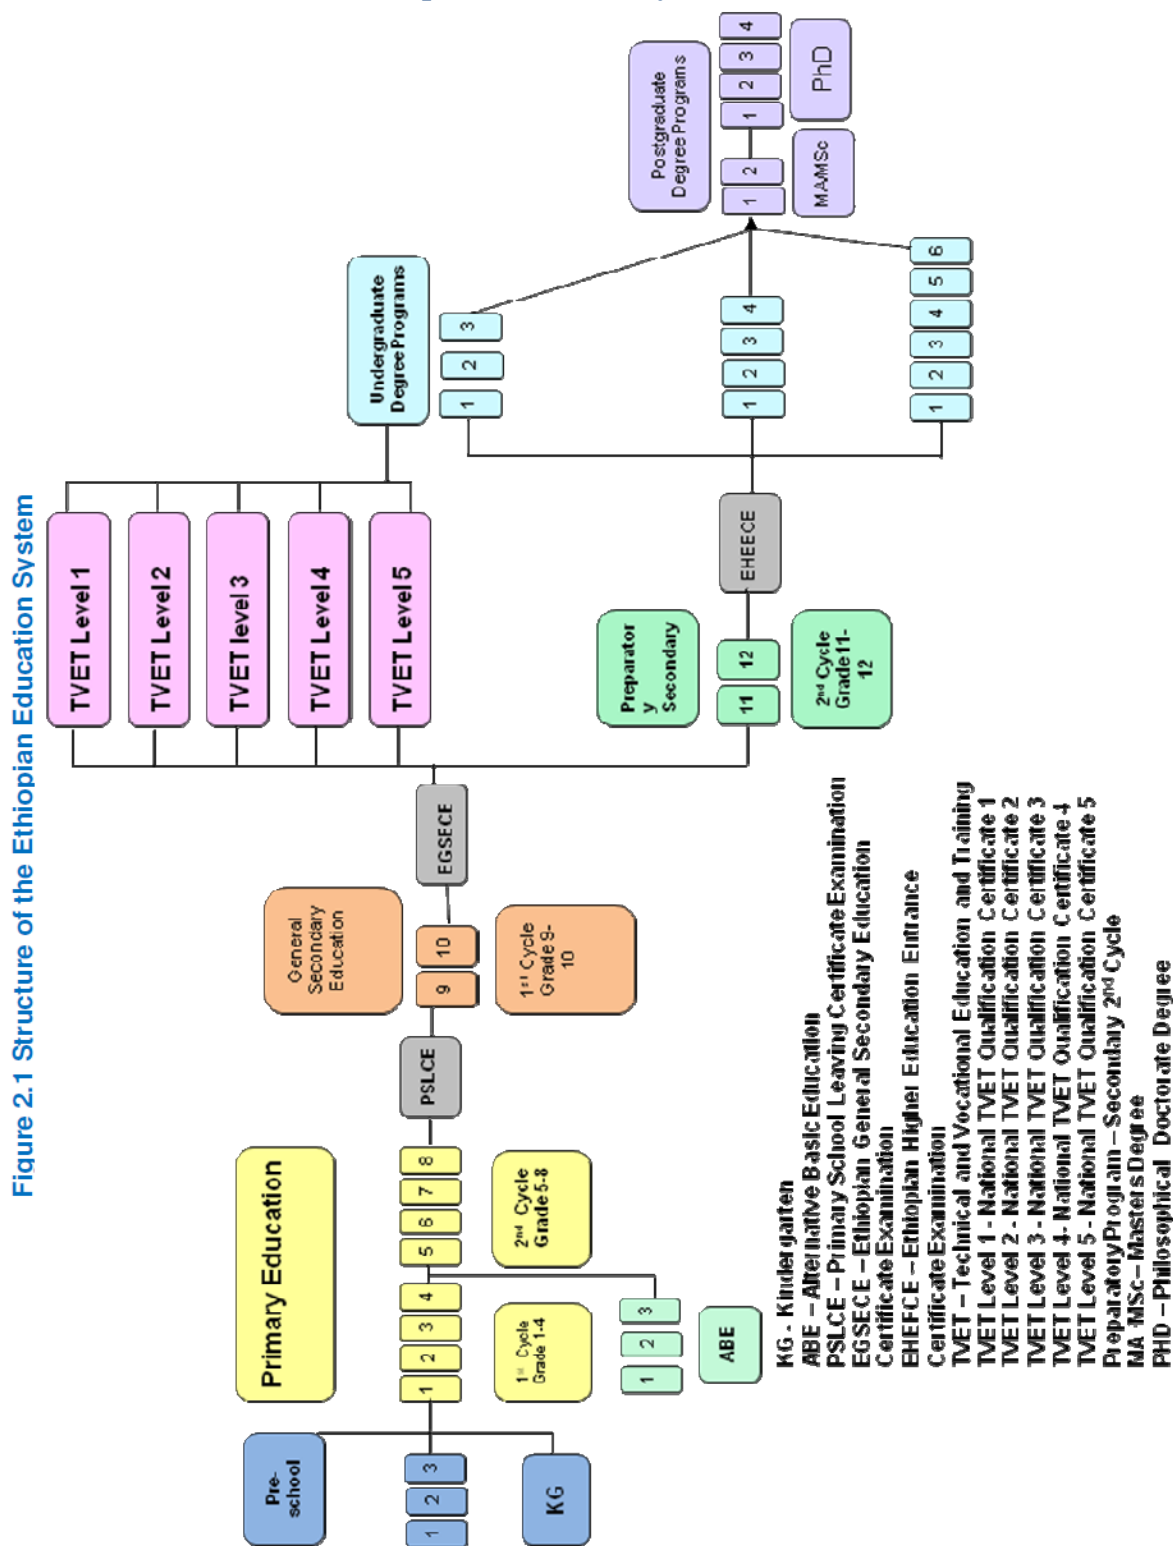 Figure 2.1 Structure of the Ethiopian Education System
Pre-
school
1 2 3
KG
Primary Education
1 2 3 4 5 6 7 8
1st Cycle
Grade 1-4
2nd Cycle
Grade 5-8
1 2 3
ABE
PSLCE
General
Secondary
Education
9 10
1st Cycle
Grade 9-
10
EGSECE
TVET Level 1
TVET Level 2
TVET level 3
TVET Level 4
TVET Level 5
Preparator
y
Secondary
11 12
2nd Cycle
Grade11-
12
EHEECE
Undergraduate
Degree Programs
1 2 3
1 2 3 4
1 2 3 4 5 6
Postgraduate
Degree Programs
1 2 1 2 3 4
MA/MSc
PhD
KG - Kindergarten
ABE – Alternative Basic Education
PSLCE – Primary School Leaving Certificate Examination
EGSECE – Ethiopian General Secondary Education
Certificate Examination
EHEFCE – Ethiopian Higher Education Entrance
Certificate Examination
TVET – Technical and Vocational Education and Training
TVET Level 1 - National TVET Qualification Certificate 1
TVET Level 2 - National TVET Qualification Certificate 2
TVET Level 3 - National TVET Qualification Certificate 3
TVET Level 4- National TVET Qualification Certificate 4
TVET Level 5 - National TVET Qualification Certificate 5
Preparatory Program – Secondary 2nd Cycle
MA MSc – Masters Degree
PHD – Philosophical Doctorate Degree